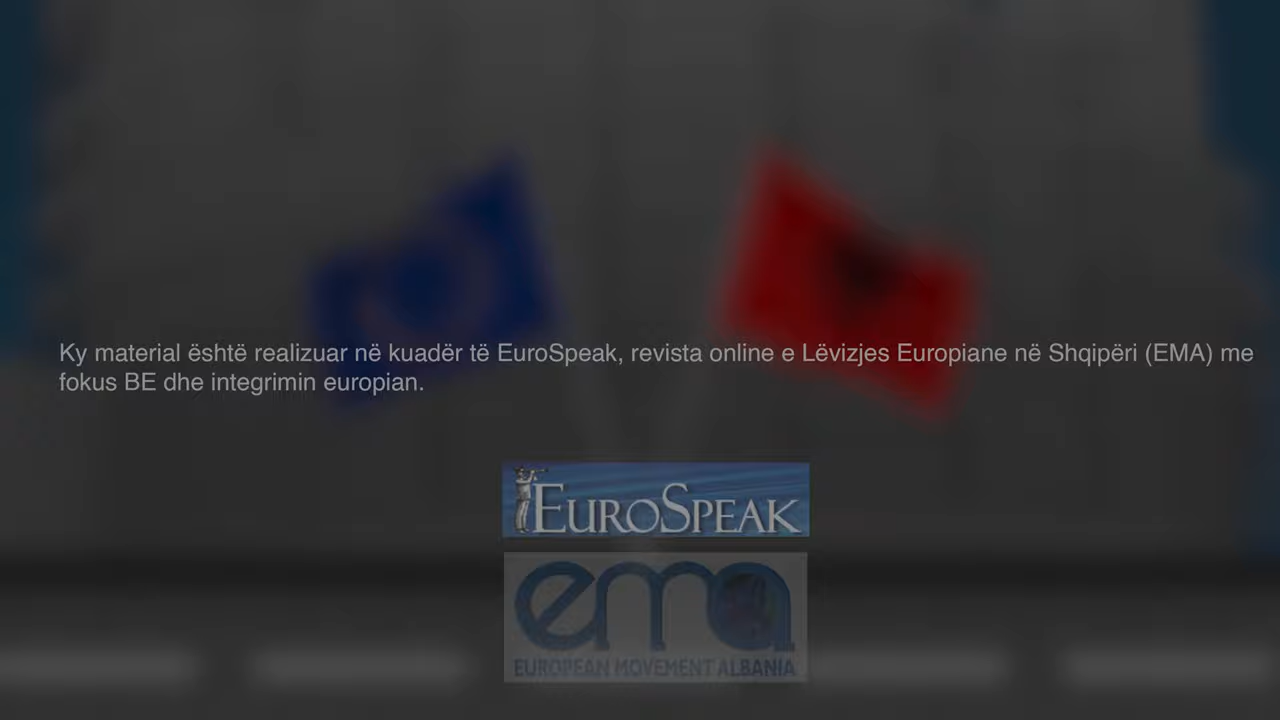 Ky material është realizuar në kuadër të EuroSpeak, revista online e Lëvizjes Europiane në Shqipëri (EMA) me
fokus BE dhe integrimin europian.
EUROSPEAK
ema
EUROPEAN MOVEMENT ALBANIA